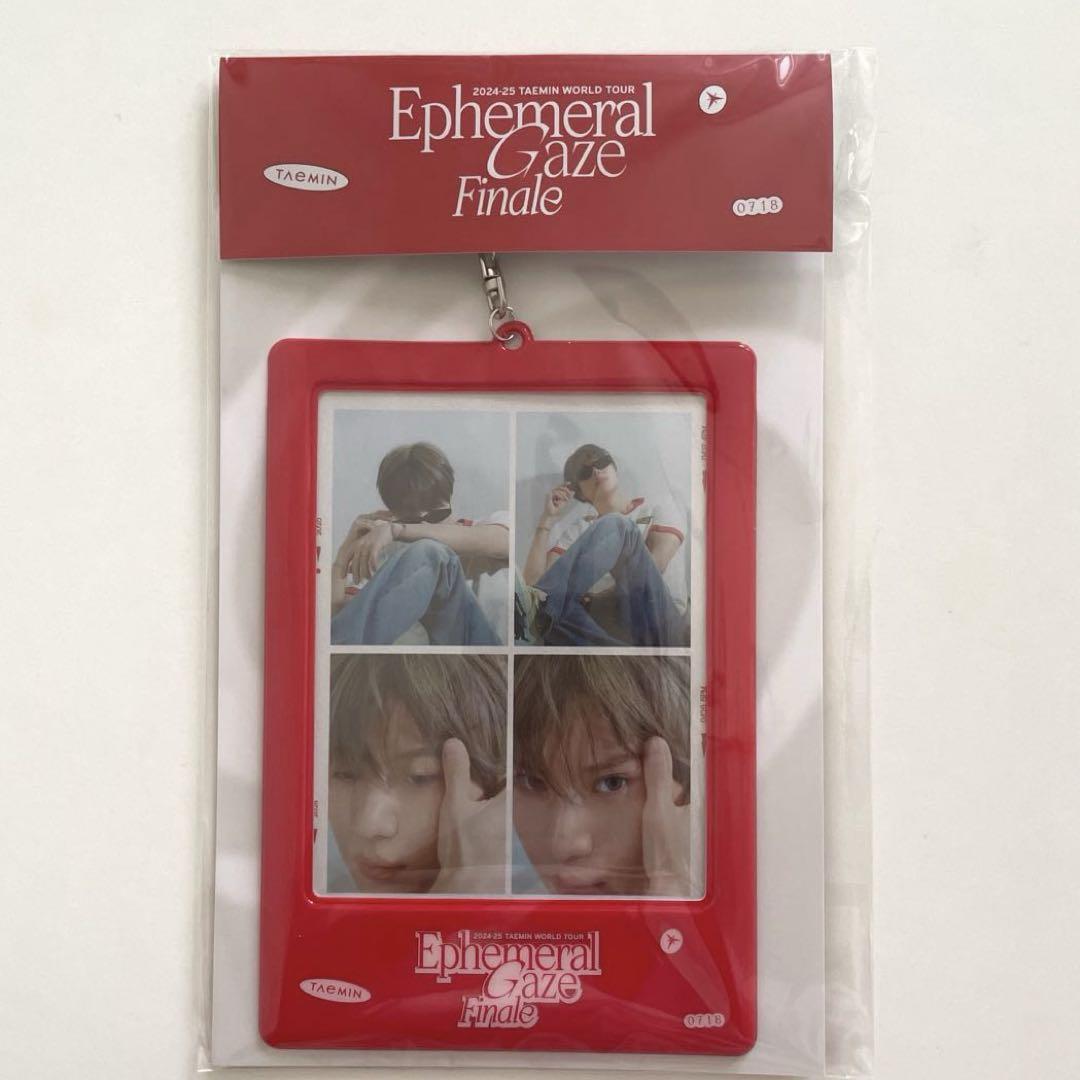 2024-25 TAEMIN WORLD TOUR
Ephemeral
Gaze
Finale
TAEMIN
0718
2024-25 TAEMIN WORLD TOUR
Ephemeral
Gaze
Finale
TAEMIN
0718